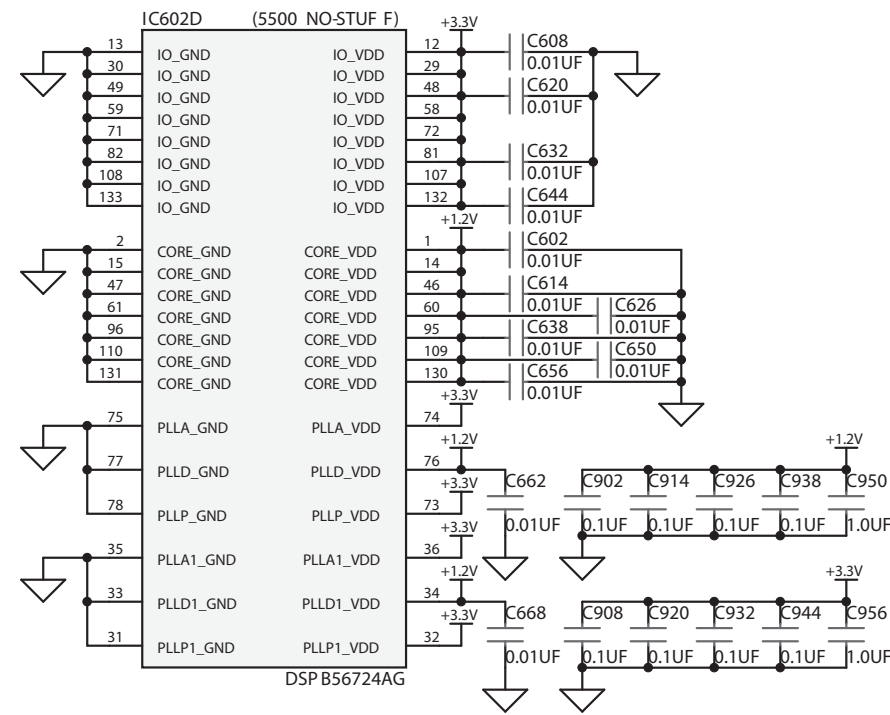 IC602D (5500 NO-STUF F)
+3.3V
13 IO_GND IO_VDD 12 C608
0.01UF
30 IO_GND IO_VDD 29
49 IO_GND IO_VDD 48 C620
0.01UF
59 IO_GND IO_VDD 58
71 IO_GND IO_VDD 72
82 IO_GND IO_VDD 81 C632
0.01UF
108 IO_GND IO_VDD 107
133 IO_GND IO_VDD 132 C644
0.01UF
+1.2V
2 CORE_GND CORE_VDD 1 C602
0.01UF
15 CORE_GND CORE_VDD 14
47 CORE_GND CORE_VDD 46 C614
0.01UF
61 CORE_GND CORE_VDD 60 C626
0.01UF
96 CORE_GND CORE_VDD 95 C638
0.01UF
110 CORE_GND CORE_VDD 109 C650
0.01UF
131 CORE_GND CORE_VDD 130 C656
0.01UF
+3.3V
75 PLLA_GND PLLA_VDD 74
+1.2V
77 PLLD_GND PLLD_VDD 76
+3.3V
78 PLLP_GND PLLP_VDD 73
+3.3V
35 PLLA1_GND PLLA1_VDD 36
+1.2V
33 PLLD1_GND PLLD1_VDD 34
+3.3V
31 PLLP1_GND PLLP1_VDD 32
DSP B56724AG
+1.2V
C662 C902 C914 C926 C938 C950
0.01UF 0.1UF 0.1UF 0.1UF 0.1UF 1.0UF
+3.3V
C668 C908 C920 C932 C944 C956
0.01UF 0.1UF 0.1UF 0.1UF 0.1UF 1.0UF